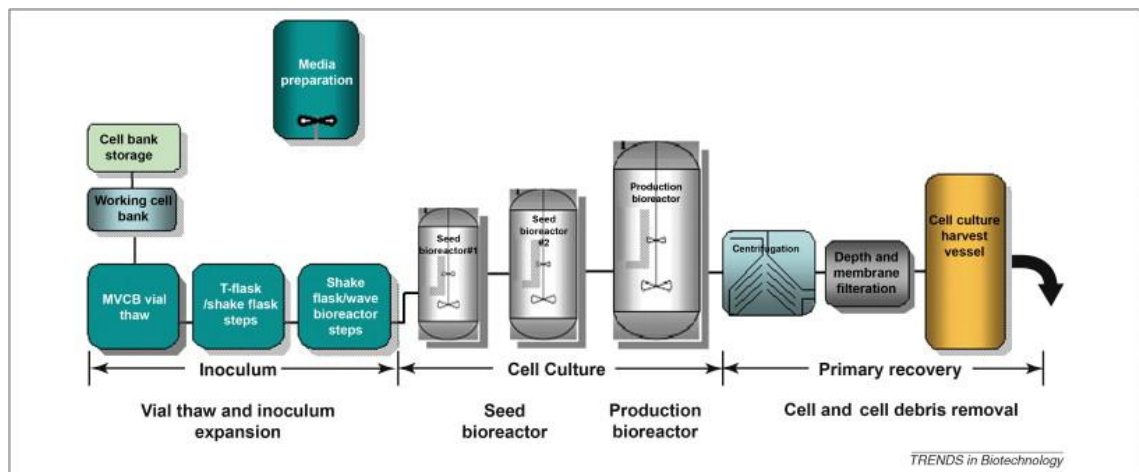 Media
preparation
Cell bank
storage
Working cell
bank
MVCB vial
thaw
T-flask
/shake flask
steps
Shake
flask/wave
bioreactor
steps
Seed
bioreactor#1
Seed
bioreactor
#2
Production
bioreactor
Centrifugation
Depth and
membrane
filteration
Cell culture
harvest
vessel
Inoculum
Cell Culture
Primary recovery
Vial thaw and inoculum
expansion
Seed
bioreactor
Production
bioreactor
Cell and cell debris removal
TRENDS in Biotechnology